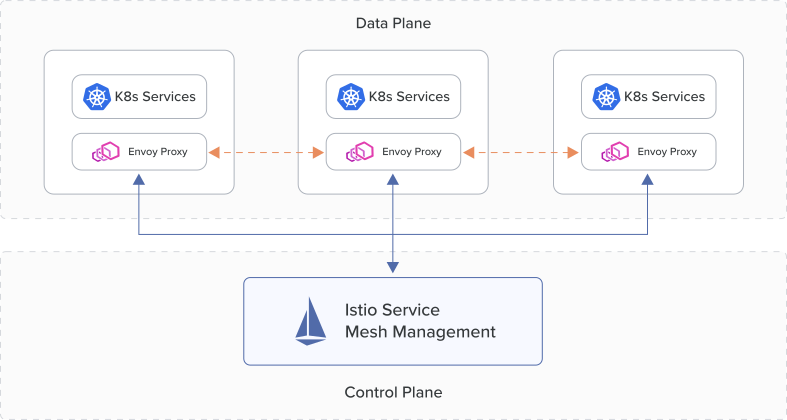 Data Plane
K8s Services
K8s Services
K8s Services
Envoy Proxy
Envoy Proxy
Envoy Proxy
Istio Service
Mesh Management
Control Plane